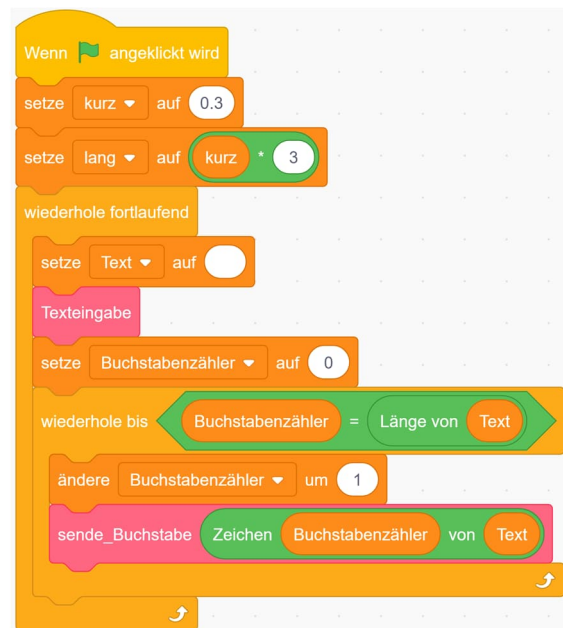 Wenn angeklickt wird
setze kurz auf 0.3
setze lang auf kurz * 3
wiederhole fortlaufend
setze Text auf
Texteingabe
setze Buchstabenzähler auf 0
wiederhole bis Buchstabenzähler = Länge von Text
ändere Buchstabenzähler um 1
sende_Buchstabe Zeichen Buchstabenzähler von Text